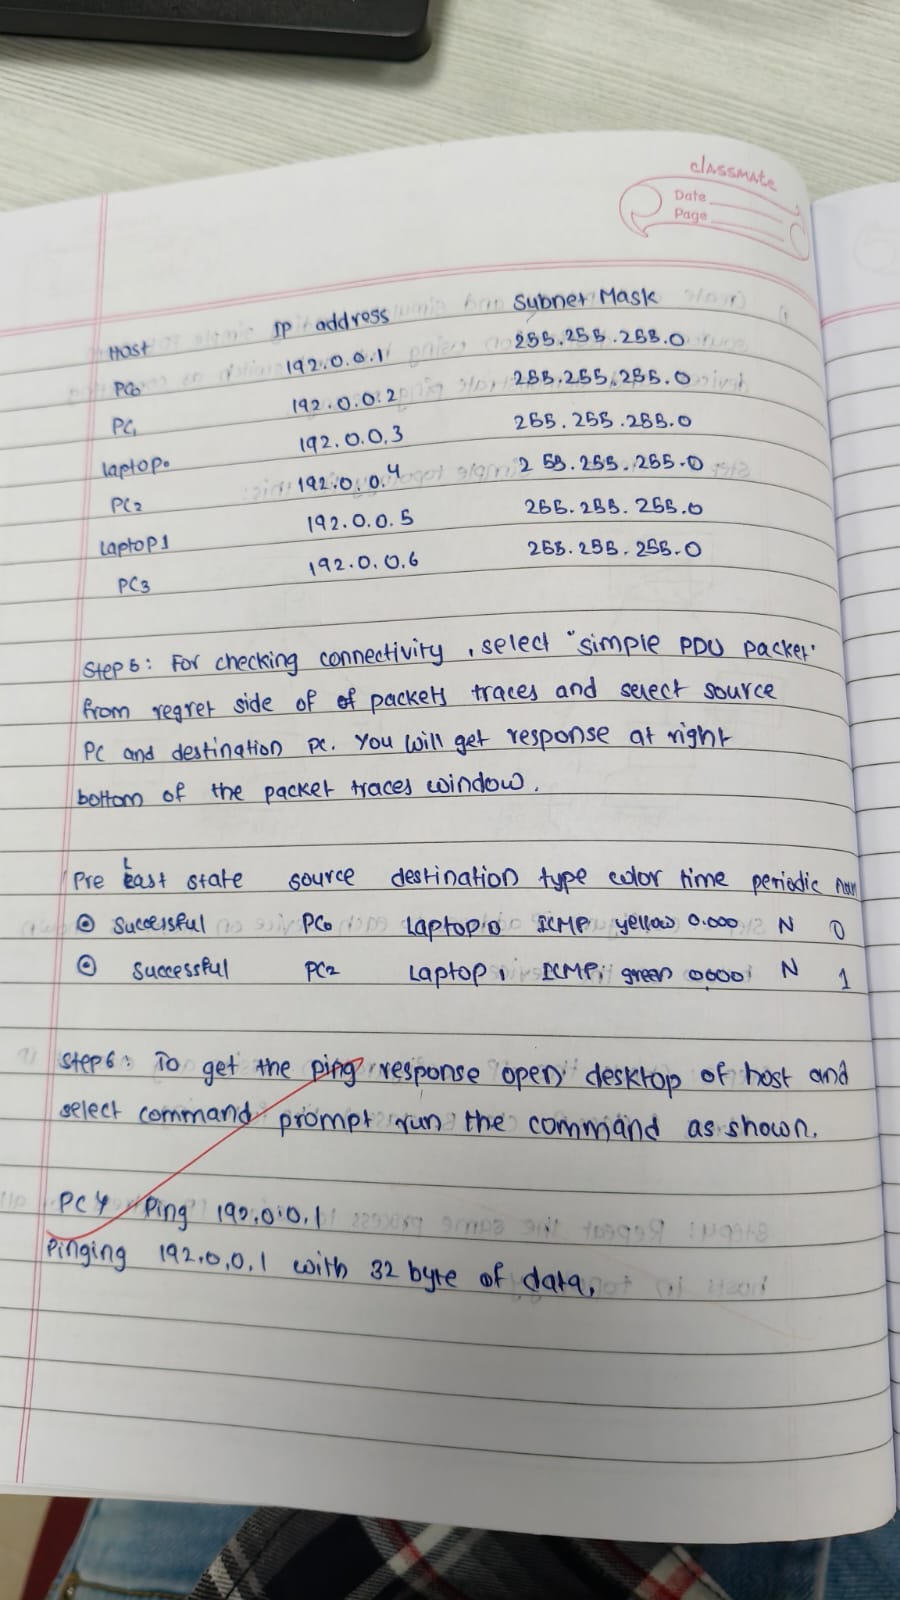 classmate
Date
Page
Host IP address Subnet Mask
PC0 192.0.0.1 255.255.255.0
PC1 192.0.0.2 255.255.255.0
Laptop0 192.0.0.3 255.255.255.0
PC2 192.0.0.4 255.255.255.0
Laptop1 192.0.0.5 255.255.255.0
PC3 192.0.0.6 255.255.255.0
Step 5: For checking connectivity, select "simple PDU packet"
from regret side of of packets traces and select source
PC and destination pc. You will get response at right
bottom of the packet traces window.
Pre Last state source destination type color time periodic num
Successful PC0 Laptop0 ICMP yellow 0.000 N 0
Successful PC2 Laptop1 ICMP green 0.000 N 1
Step 6: To get the ping response open desktop of host and
select command prompt run the command as shown.
PC Ping 192.0.0.1
Pinging 192.0.0.1 with 32 byte of data,